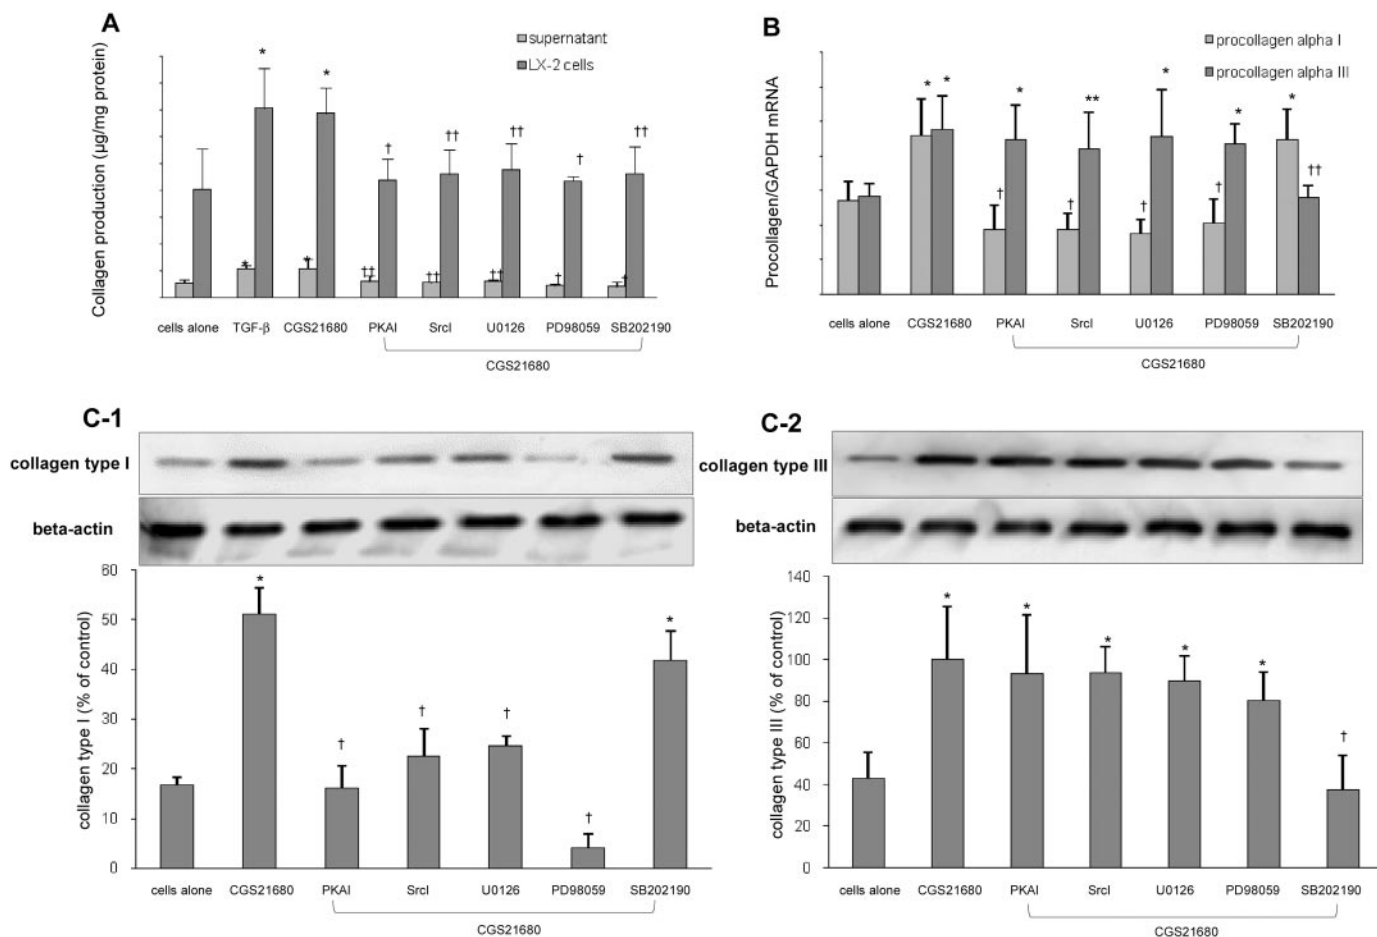 A
supernatant
LX-2 cells
Collagen production (µg/mg protein)
* * † †† †† † ††
* * †† †† †† † †
cells alone TGF-β CGS21680 PKAI SrcI U0126 PD98059 SB202190
CGS21680
B
procollagen alpha I
procollagen alpha III
Procollagen/GAPDH mRNA
* * * ** * * *
† † † † ††
cells alone CGS21680 PKAI SrcI U0126 PD98059 SB202190
CGS21680
C-1
collagen type I
beta-actin
collagen type I (% of control)
60
50
40
30
20
10
0
* † † † † *
cells alone CGS21680 PKAI SrcI U0126 PD98059 SB202190
CGS21680
C-2
collagen type III
beta-actin
collagen type III (% of control)
140
120
100
80
60
40
20
0
* * * * * †
cells alone CGS21680 PKAI SrcI U0126 PD98059 SB202190
CGS21680